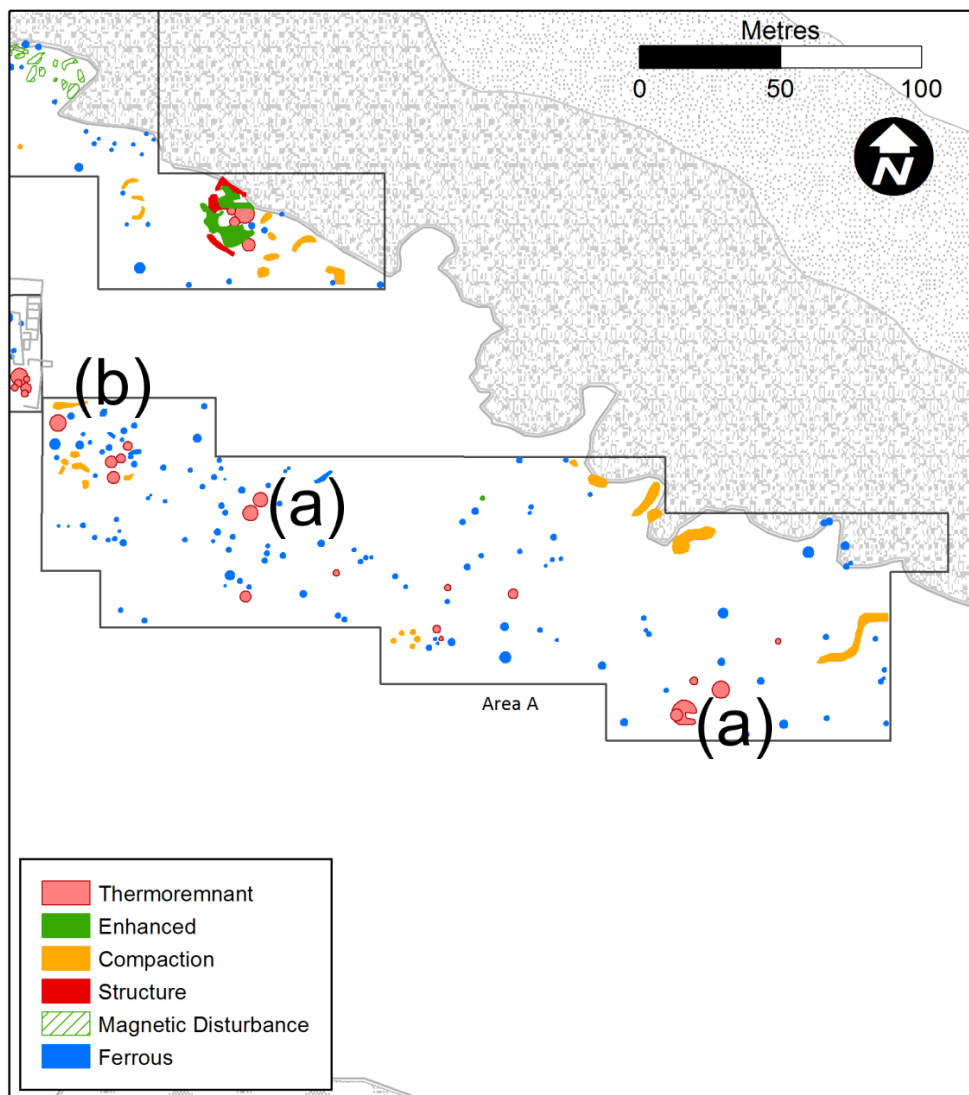 Metres
0 50 100
N
(b)
(a)
Area A
(a)
Thermoremnant
Enhanced
Compaction
Structure
Magnetic Disturbance
Ferrous